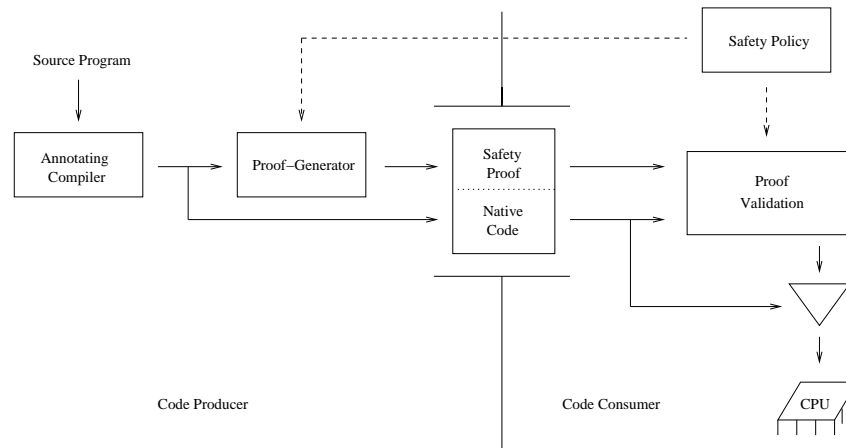 Safety Policy
Source Program
Annotating
Compiler
Proof−Generator
Safety
Proof
Native
Code
Proof
Validation
Code Producer
Code Consumer
CPU